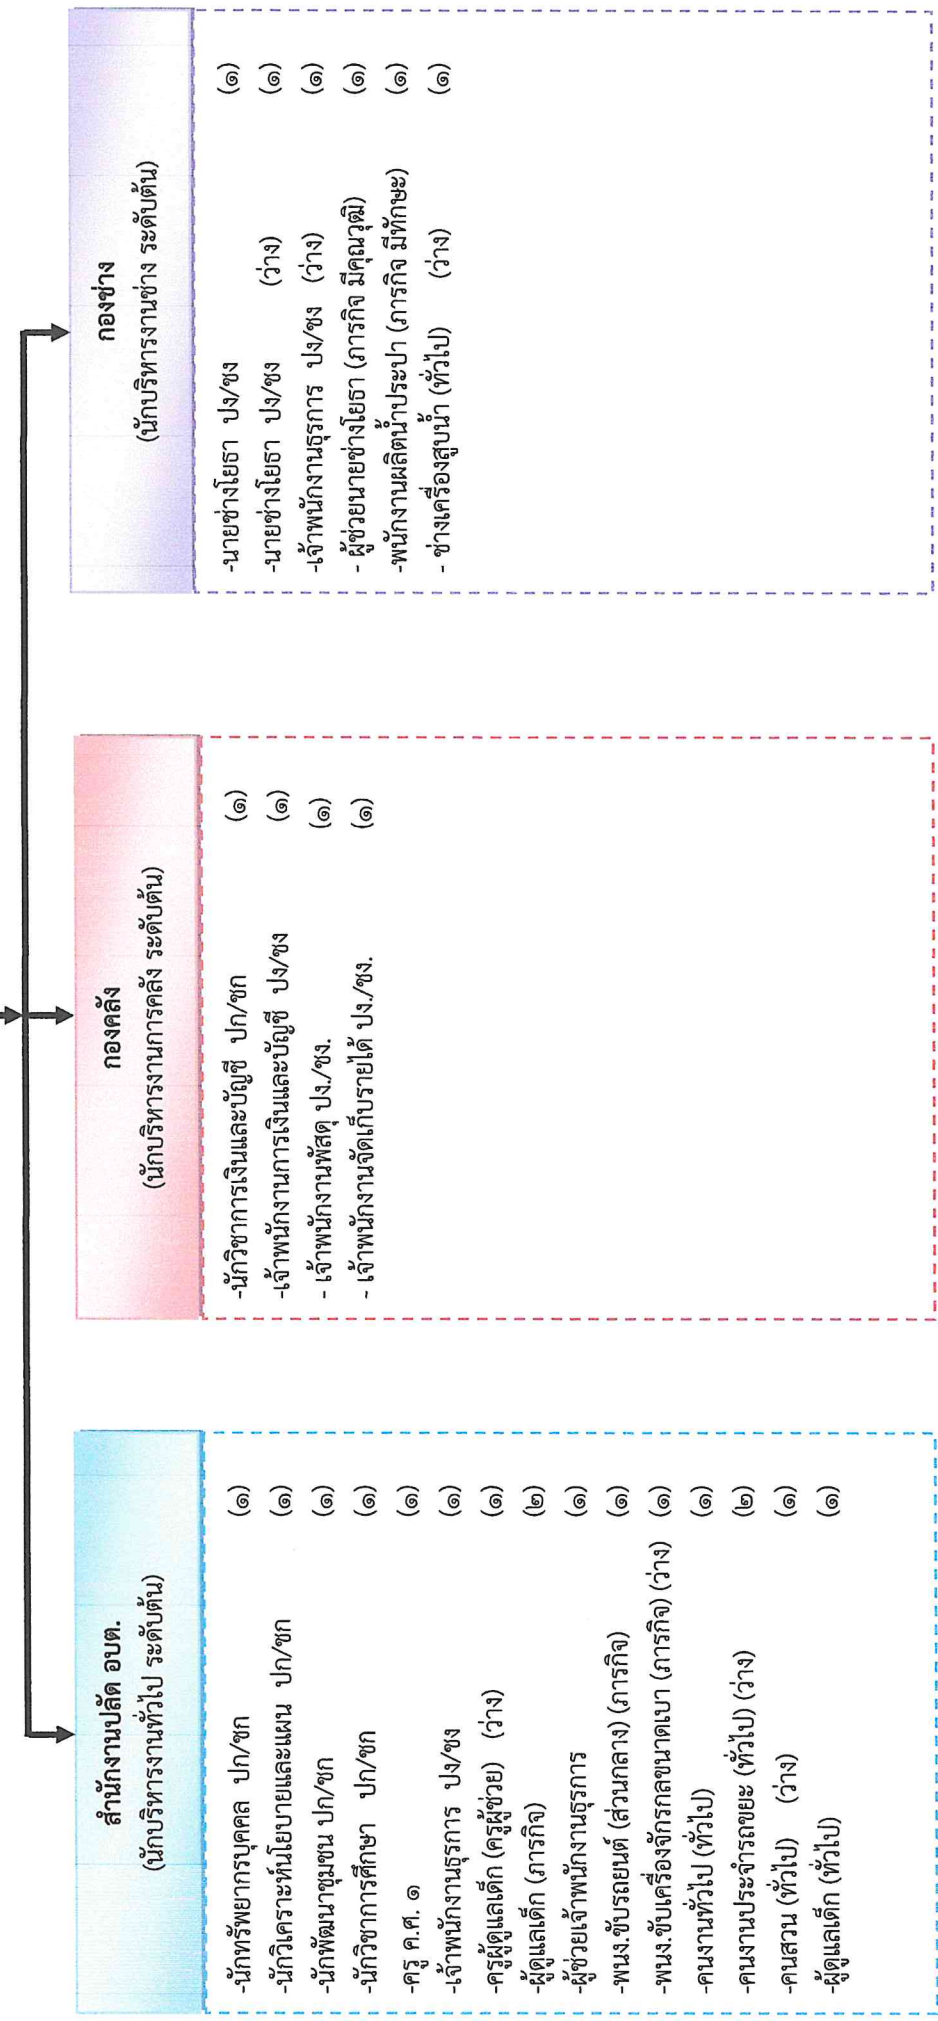 สำนักงานปลัด อบต.
(นักบริหารงานทั่วไป ระดับต้น)
-นักทรัพยากรบุคคล ปก/ชก (๑)
-นักวิเคราะห์นโยบายและแผน ปก/ชก (๑)
-นักพัฒนาชุมชน ปก/ชก (๑)
-นักวิชาการศึกษา ปก/ชก (๑)
-ครู ค.ศ. ๑ (๑)
-เจ้าพนักงานธุรการ ปง/ชง (๑)
-ครูผู้ดูแลเด็ก (ครูผู้ช่วย) (ว่าง) (๑)
-ผู้ดูแลเด็ก (ภารกิจ) (๒)
-ผู้ช่วยเจ้าพนักงานธุรการ (๑)
-พนง.ขับรถยนต์ (ส่วนกลาง) (ภารกิจ) (๑)
-พนง.ขับเครื่องจักรกลขนาดเบา (ภารกิจ) (ว่าง) (๑)
-คนงานทั่วไป (ทั่วไป) (๑)
-คนงานประจำรถขยะ (ทั่วไป) (ว่าง) (๒)
-คนสวน (ทั่วไป) (ว่าง) (๑)
-ผู้ดูแลเด็ก (ทั่วไป) (๑)
กองคลัง
(นักบริหารงานการคลัง ระดับต้น)
-นักวิชาการเงินและบัญชี ปก/ชก (๑)
-เจ้าพนักงานการเงินและบัญชี ปง/ชง (๑)
- เจ้าพนักงานพัสดุ ปง./ชง. (๑)
- เจ้าพนักงานจัดเก็บรายได้ ปง./ชง. (๑)
กองช่าง
(นักบริหารงานช่าง ระดับต้น)
-นายช่างโยธา ปง/ชง (๑)
-นายช่างโยธา ปง/ชง (ว่าง) (๑)
-เจ้าพนักงานธุรการ ปง/ชง (ว่าง) (๑)
- ผู้ช่วยนายช่างโยธา (ภารกิจ มีคุณวุฒิ) (๑)
-พนักงานผลิตน้ำประปา (ภารกิจ มีทักษะ) (๑)
- ช่างเครื่องสูบน้ำ (ทั่วไป) (ว่าง) (๑)